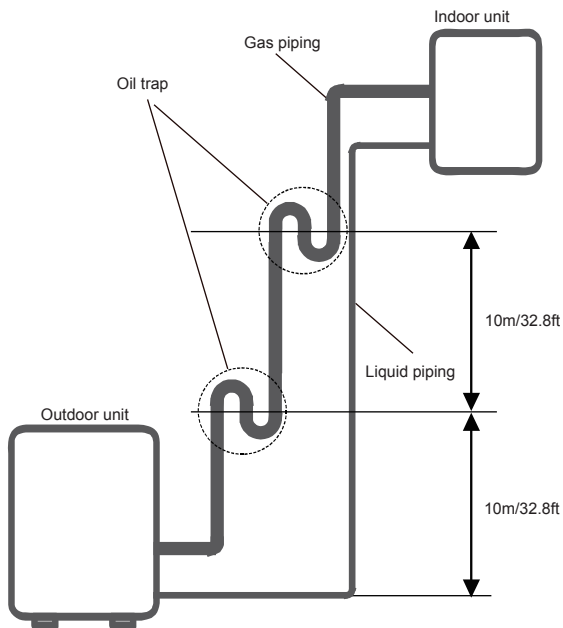 Indoor unit
Gas piping
Oil trap
10m/32.8ft
Liquid piping
Outdoor unit
10m/32.8ft